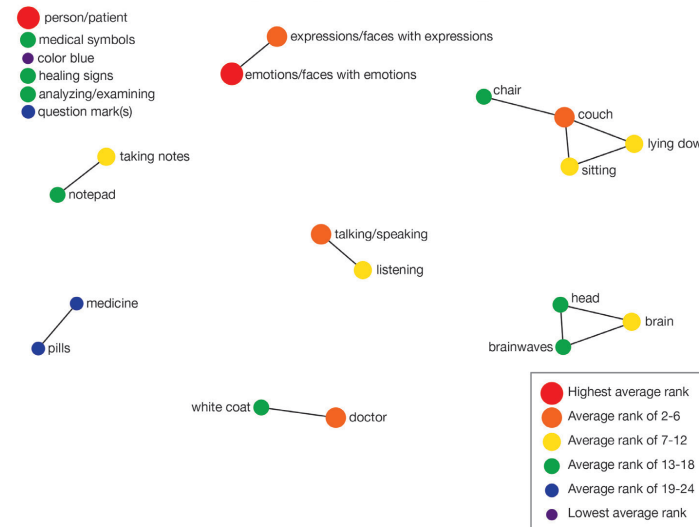 person/patient
medical symbols
color blue
healing signs
analyzing/examining
question mark(s)
expressions/faces with expressions
emotions/faces with emotions
chair
couch
lying dow
sitting
taking notes
notepad
talking/speaking
listening
medicine
pills
head
brain
brainwaves
white coat
doctor
Highest average rank
Average rank of 2-6
Average rank of 7-12
Average rank of 13-18
Average rank of 19-24
Lowest average rank